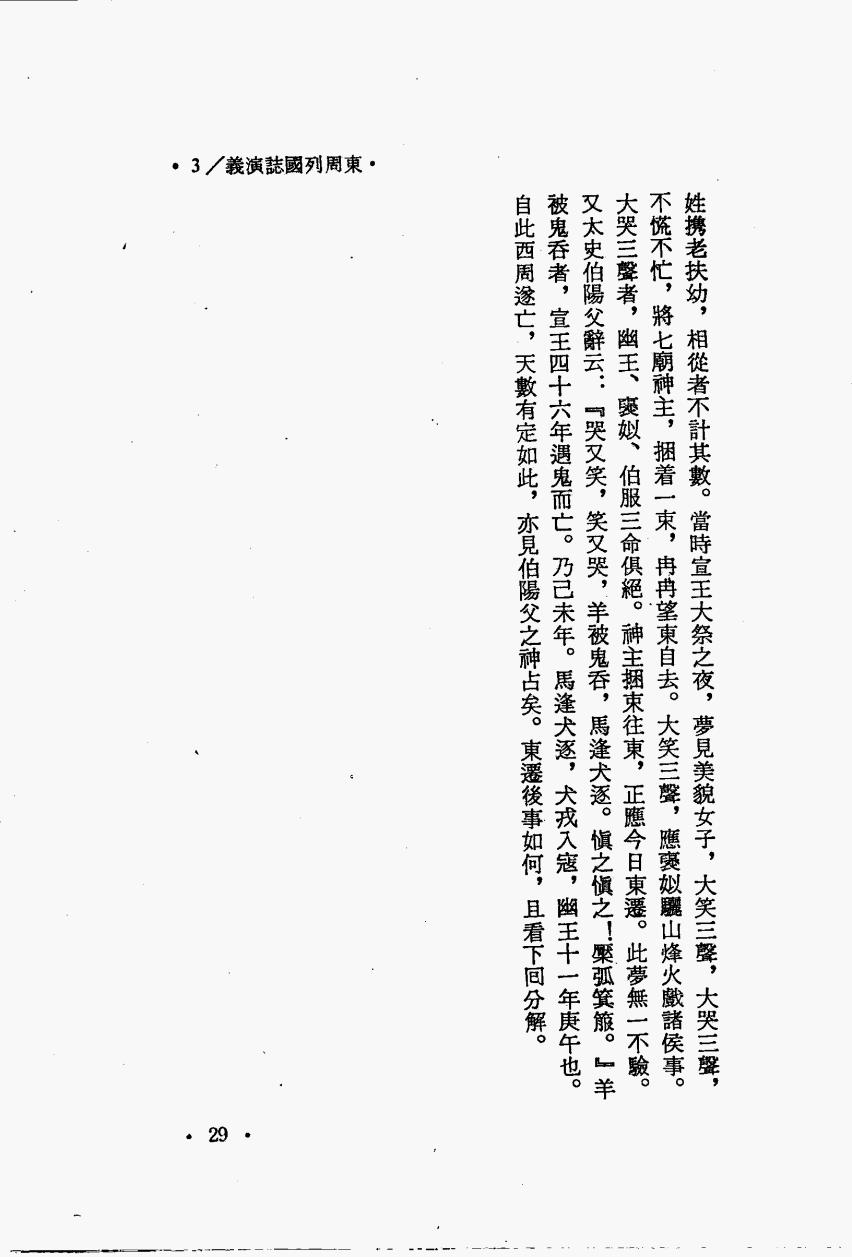 •東周列國誌演義／3•
姓携老扶幼，相從者不計其數。當時宣王大祭之夜，夢見美貌女子，大笑三聲，大哭三聲，
不慌不忙，將七廟神主，捆着一束，冉冉望東自去。大笑三聲，應褒姒驪山烽火戲諸侯事。
大哭三聲者，幽王、褒姒、伯服三命俱絕。神主捆束往東，正應今日東遷。此夢無一不驗。
又太史伯陽父辭云：『哭又笑，笑又哭，羊被鬼吞，馬逢犬逐。愼之愼之！檿弧箕箙。』羊
被鬼吞者，宣王四十六年遇鬼而亡。乃己未年。馬逢犬逐，犬戎入寇，幽王十一年庚午也。
自此西周遂亡，天數有定如此，亦見伯陽父之神占矣。東遷後事如何，且看下回分解。
• 29 •